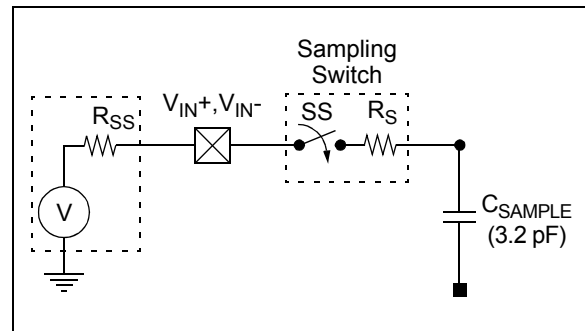 Sampling
Switch
VIN+,VIN-
RSS
SS
RS
V
CSAMPLE
(3.2 pF)